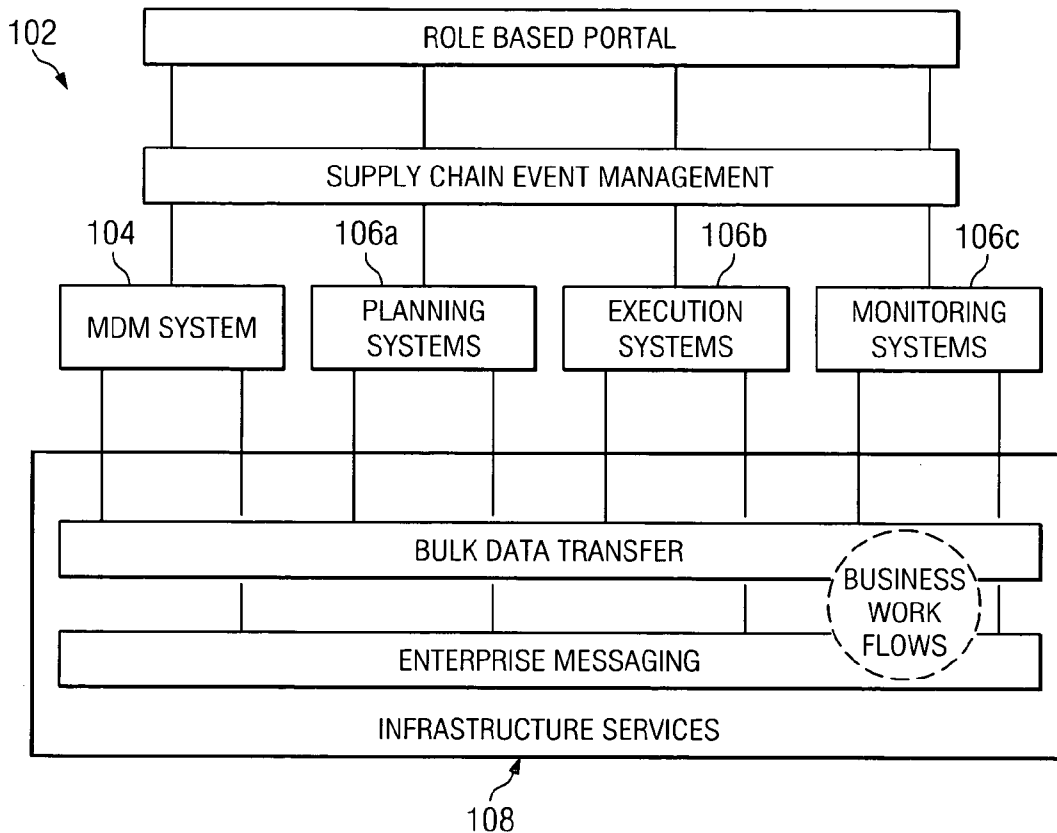 102
ROLE BASED PORTAL
SUPPLY CHAIN EVENT MANAGEMENT
104
106a
106b
106c
MDM SYSTEM
PLANNING
SYSTEMS
EXECUTION
SYSTEMS
MONITORING
SYSTEMS
BULK DATA TRANSFER
BUSINESS
WORK
FLOWS
ENTERPRISE MESSAGING
INFRASTRUCTURE SERVICES
108